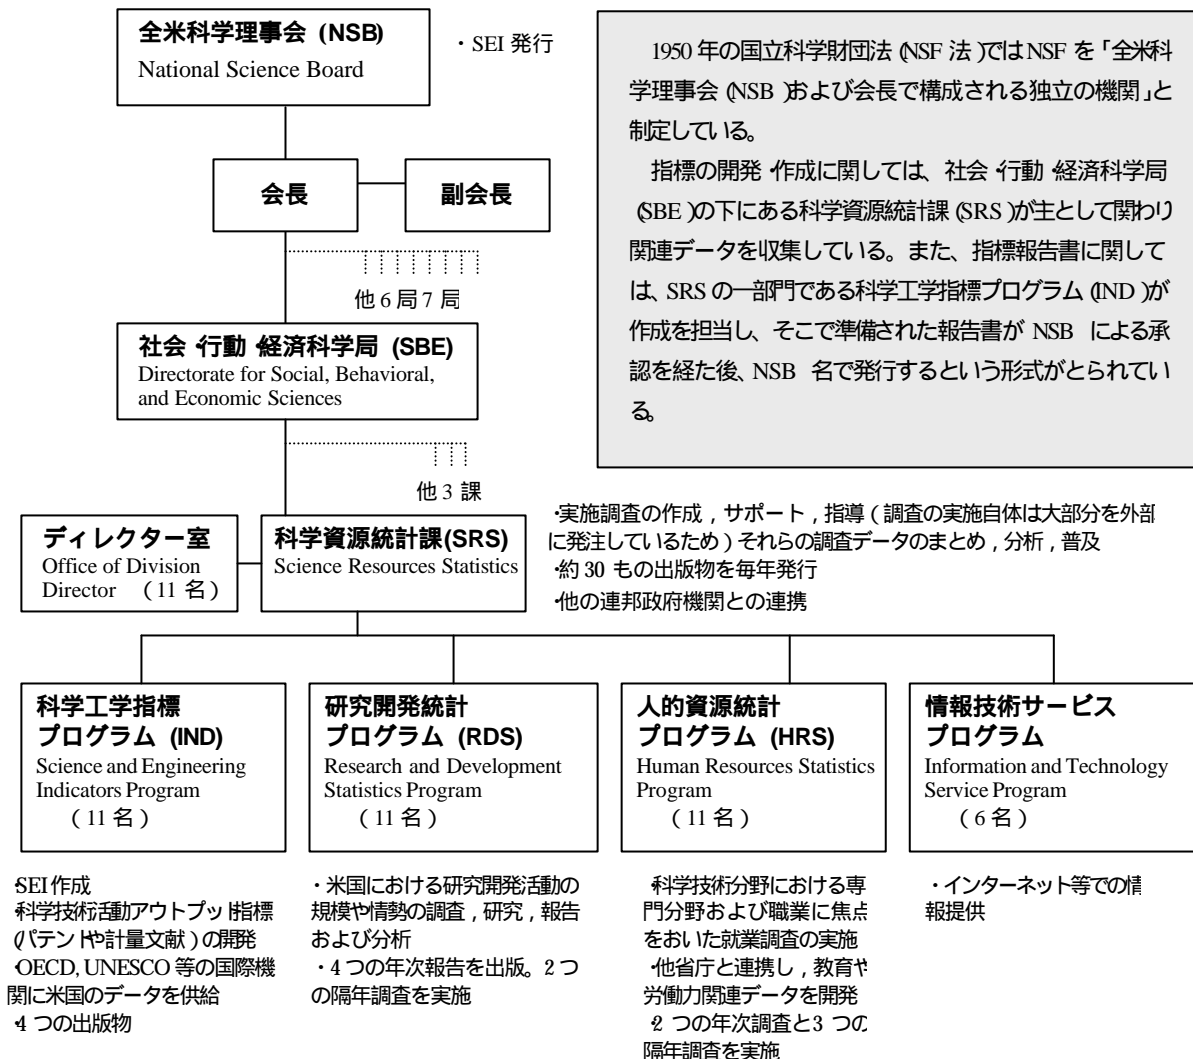 全米科学理事会 (NSB)
National Science Board
・SEI 発行
1950 年の国立科学財団法 (NSF 法 )では NSF を「全米科
学理事会 (NSB )および会長で構成される独立の機関」と
制定している。
指標の開発・作成に関しては、社会・行動・経済科学局
(SBE )の下にある科学資源統計課 (SRS )が主として関わり
関連データを収集している。また、指標報告書に関して
は、SRS の一部門である科学工学指標プログラム (IND )が
作成を担当し、そこで準備された報告書が NSB による承
認を経た後、NSB 名で発行するという形式がとられてい
る。
会長
副会長
他 6 局 7 局
社会・行動・経済科学局 (SBE)
Directorate for Social, Behavioral,
and Economic Sciences
他 3 課
ディレクター室
Office of Division
Director （11 名）
科学資源統計課(SRS)
Science Resources Statistics
・実施調査の作成，サポート，指導（調査の実施自体は大部分を外部
に発注しているため）それらの調査データのまとめ，分析，普及
・約 30 もの出版物を毎年発行
・他の連邦政府機関との連携
科学工学指標
プログラム (IND)
Science and Engineering
Indicators Program
（11 名）
研究開発統計
プログラム (RDS)
Research and Development
Statistics Program
（11 名）
人的資源統計
プログラム (HRS)
Human Resources Statistics
Program
（11 名）
情報技術サービス
プログラム
Information and Technology
Service Program
（6 名）
・SEI 作成
・科学技術活動アウトプット指標
(パテントや計量文献）の開発
・OECD, UNESCO 等の国際機
関に米国のデータを供給
・4 つの出版物
・米国における研究開発活動の
規模や情勢の調査，研究，報告
および分析
・4 つの年次報告を出版。2 つ
の隔年調査を実施
・科学技術分野における専
門分野および職業に焦点
をおいた就業調査の実施
・他省庁と連携し，教育や
労働力関連データを開発
・2 つの年次調査と3 つの
隔年調査を実施
・インターネット等での情
報提供